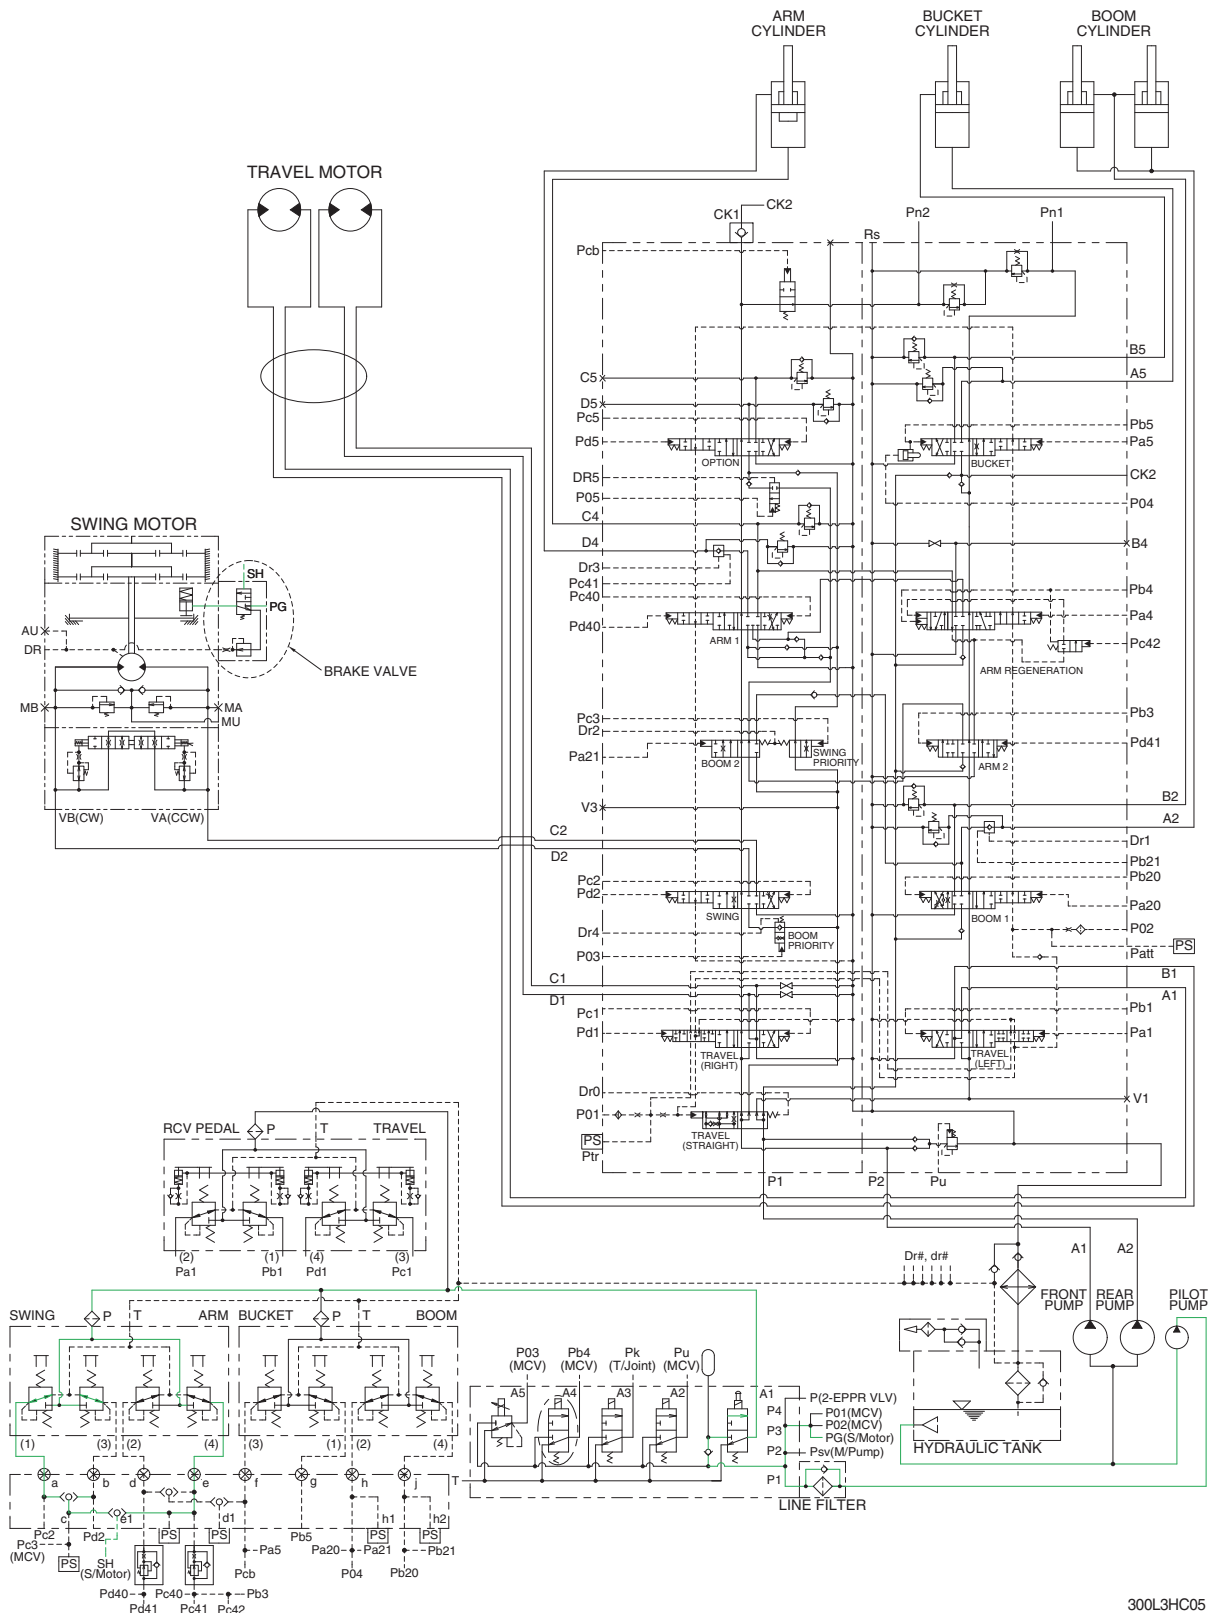 ARM
CYLINDER
BUCKET
CYLINDER
BOOM
CYLINDER
TRAVEL MOTOR
CK1
CK2
Pn2
Pn1
Rs
Pcb
C5
D5
Pc5
Pd5
OPTION
DR5
P05
C4
D4
Dr3
Pc41
Pc40
Pd40
ARM 1
B5
A5
Pb5
Pa5
BUCKET
CK2
P04
B4
Pb4
Pa4
Pc42
ARM REGENERATION
SWING MOTOR
SH
PG
AU
DR
BRAKE VALVE
MB
MA
MU
VB(CW)
VA(CCW)
Pc3
Dr2
Pa21
BOOM 2
SWING
PRIORITY
Pb3
Pd41
ARM 2
V3
B2
A2
C2
D2
Dr1
Pb21
Pb20
Pc2
Pd2
SWING
BOOM 1
Pa20
Dr4
BOOM
PRIORITY
P03
P02
PS
Patt
C1
D1
B1
A1
Pc1
Pd1
TRAVEL
(RIGHT)
Pb1
Pa1
TRAVEL
(LEFT)
Dr0
P01
V1
TRAVEL
(STRAIGHT)
PS
Ptr
P1
P2
Pu
RCV PEDAL
P
T
TRAVEL
(2)
(1)
(4)
(3)
Pa1
Pb1
Pd1
Pc1
Dr#, dr#
A1
A2
FRONT
PUMP
REAR
PUMP
PILOT
PUMP
SWING
P
T
ARM
BUCKET
P
T
BOOM
(1)
(3)
(2)
(4)
(3)
(1)
(2)
(4)
P03
(MCV)
Pb4
(MCV)
Pk
(T/Joint)
Pu
(MCV)
A5
A4
A3
A2
A1
P(2-EPPR VLV)
P4
P01(MCV)
P02(MCV)
P3
PG(S/Motor)
P2
Psv(M/Pump)
P1
T
LINE FILTER
HYDRAULIC TANK
a
b
d
e
f
g
h
j
c
e1
d1
h1
h2
Pc2
Pd2
PS
PS
Pb5
PS
PS
Pc3
(MCV)
PS
SH
(S/Motor)
Pa5
Pcb
Pa20
Pa21
P04
Pb21
Pb20
Pd40
Pd41
Pc40
Pc41
Pb3
Pc42
300L3HC05